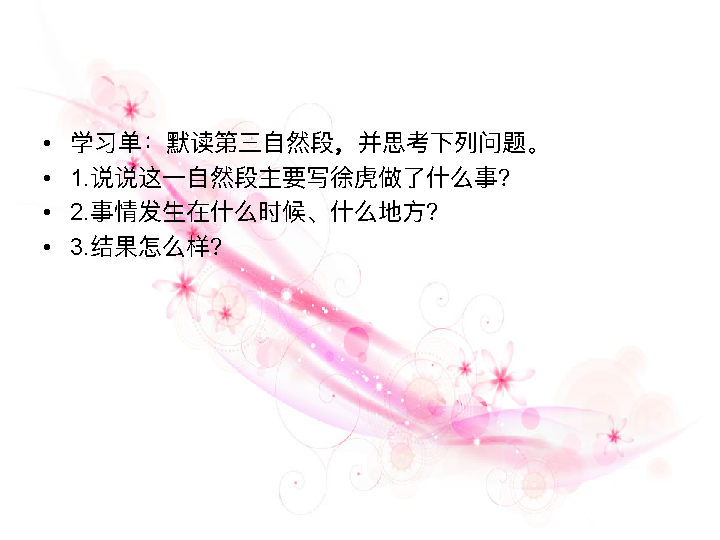 • 学习单：默读第三自然段，并思考下列问题。
• 1.说说这一自然段主要写徐虎做了什么事?
• 2.事情发生在什么时候、什么地方?
• 3.结果怎么样?